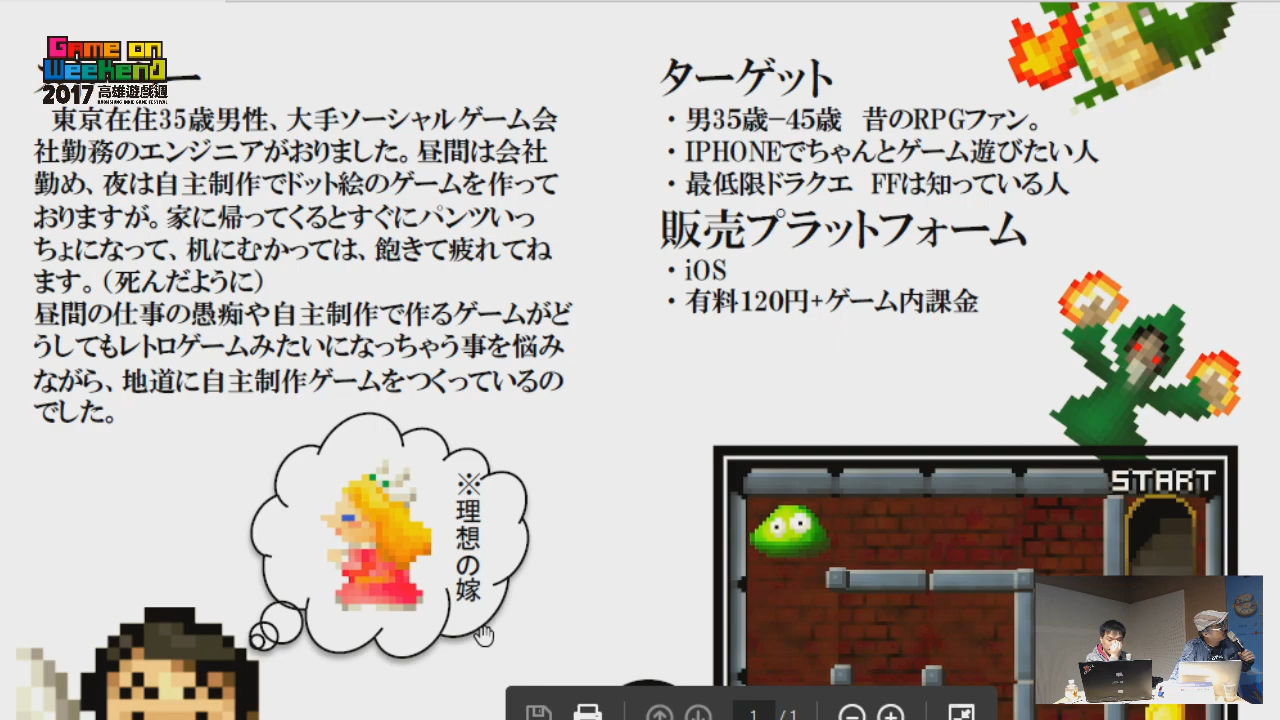 GAME ON
WEEKEND
2017 高雄遊戲週
ー
東京在住35歳男性、大手ソーシャルゲーム会
社勤務のエンジニアがおりました。昼間は会社
勤め、夜は自主制作でドット絵のゲームを作って
おりますが。家に帰ってくるとすぐにパンツいっ
ちょになって、机にむかっては、飽きて疲れてね
ます。（死んだように）
昼間の仕事の愚痴や自主制作で作るゲームがど
うしてもレトロゲームみたいになっちゃう事を悩み
ながら、地道に自主制作ゲームをつくっているの
でした。
※理想の嫁
ターゲット
・男35歳−45歳　昔のRPGファン。
・IPHONEでちゃんとゲーム遊びたい人
・最低限ドラクエ　FFは知っている人
販売プラットフォーム
・iOS
・有料120円+ゲーム内課金
START
1 / 1